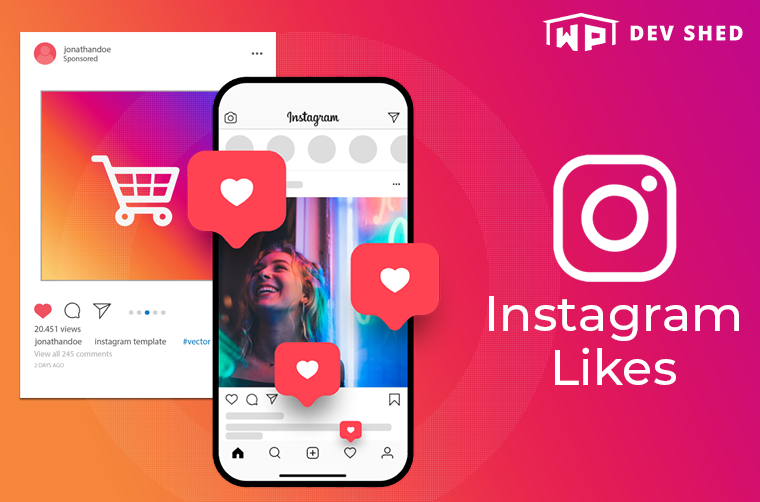 WP DEV SHED
jonathandoe
Sponsored
Instagram
20.451 views
jonathandoe instagram template #vector
View all 245 comments
2 DAYS AGO
Instagram
Likes